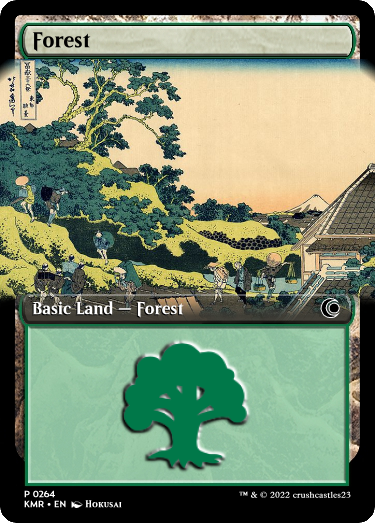 Forest
Basic Land — Forest
P 0264
KMR • EN Hokusai
™ & © 2022 crushcastles23